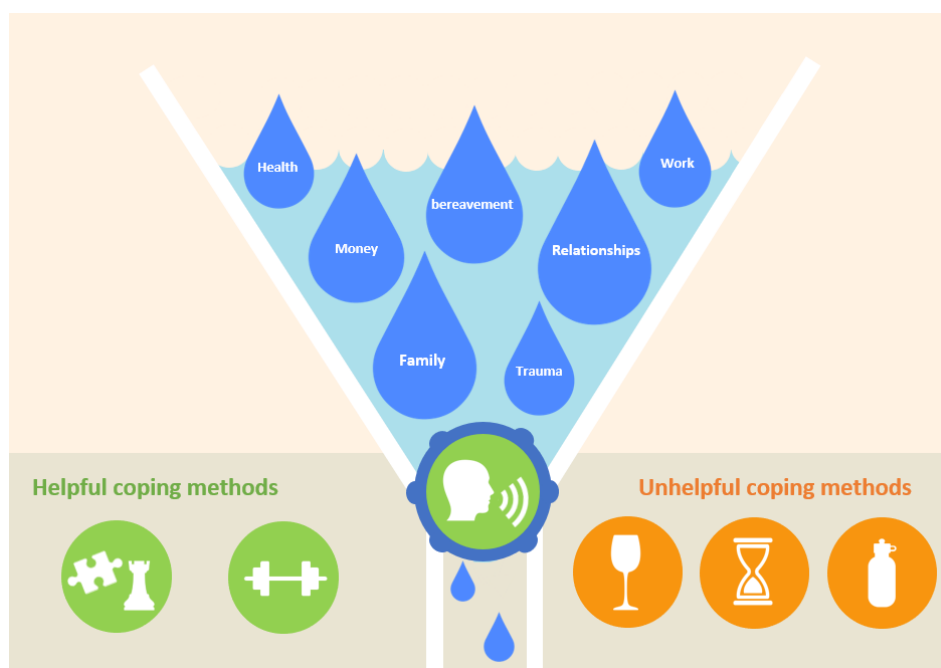 Health
Work
bereavement
Money
Relationships
Family
Trauma
Helpful coping methods
Unhelpful coping methods